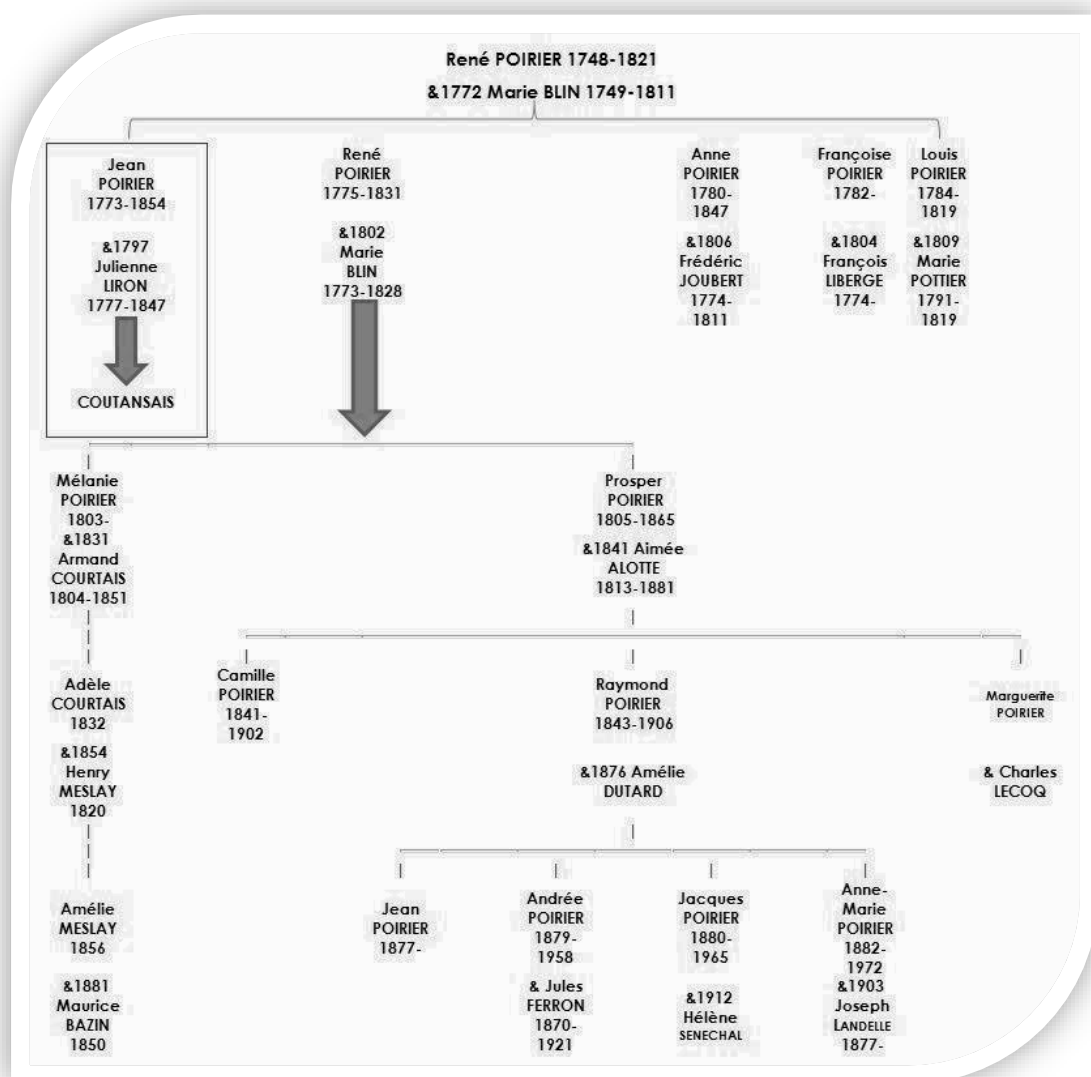 René POIRIER 1748-1821
&1772 Marie BLIN 1749-1811
Jean
POIRIER
1773-1854
&1797
Julienne
LIRON
1777-1847
COUTANSAIS
René
POIRIER
1775-1831
&1802
Marie
BLIN
1773-1828
Anne
POIRIER
1780-
1847
&1806
Frédéric
JOUBERT
1774-
1811
Françoise
POIRIER
1782-
&1804
François
LIBERGE
1774-
Louis
POIRIER
1784-
1819
&1809
Marie
POTTIER
1791-
1819
Mélanie
POIRIER
1803-
&1831
Armand
COURTAIS
1804-1851
Prosper
POIRIER
1805-1865
&1841 Aimée
ALOTTE
1813-1881
Adèle
COURTAIS
1832
&1854
Henry
MESLAY
1820
Camille
POIRIER
1841-
1902
Raymond
POIRIER
1843-1906
&1876 Amélie
DUTARD
Marguerite
POIRIER
& Charles
LECOQ
Amélie
MESLAY
1856
&1881
Maurice
BAZIN
1850
Jean
POIRIER
1877-
Andrée
POIRIER
1879-
1958
& Jules
FERRON
1870-
1921
Jacques
POIRIER
1880-
1965
&1912
Hélène
SENECHAL
Anne-
Marie
POIRIER
1882-
1972
&1903
Joseph
LANDELLE
1877-